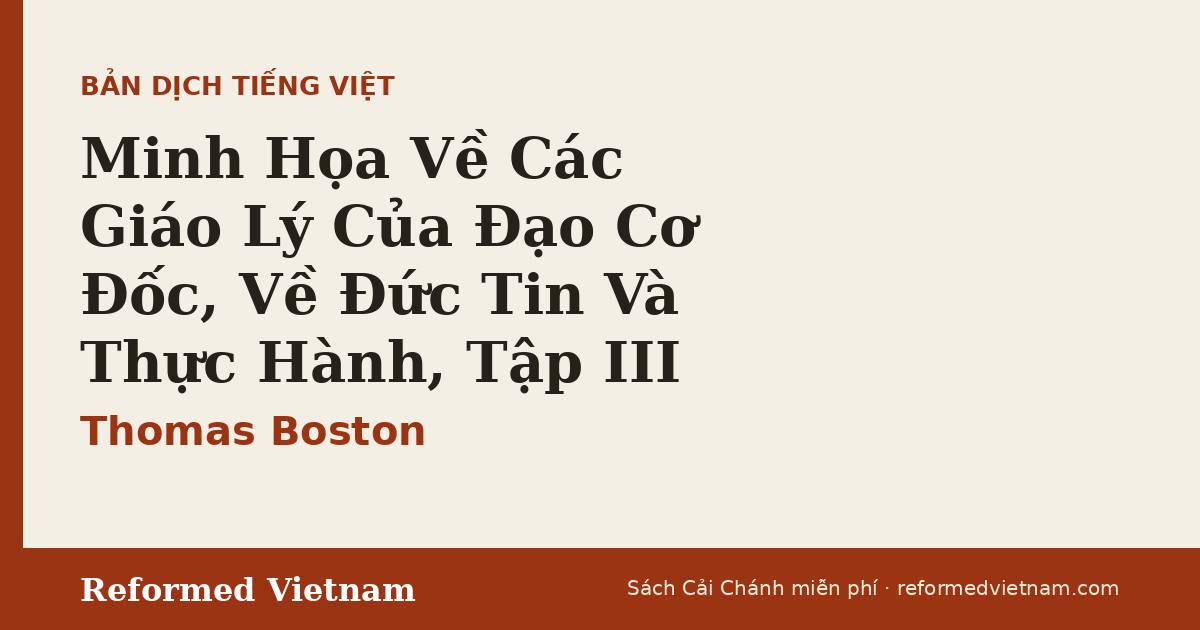 BẢN DỊCH TIẾNG VIỆT
Minh Họa Về Các
Giáo Lý Của Đạo Cơ
Đốc, Về Đức Tin Và
Thực Hành, Tập III
Thomas Boston
Reformed Vietnam
Sách Cải Chánh miễn phí · reformedvietnam.com